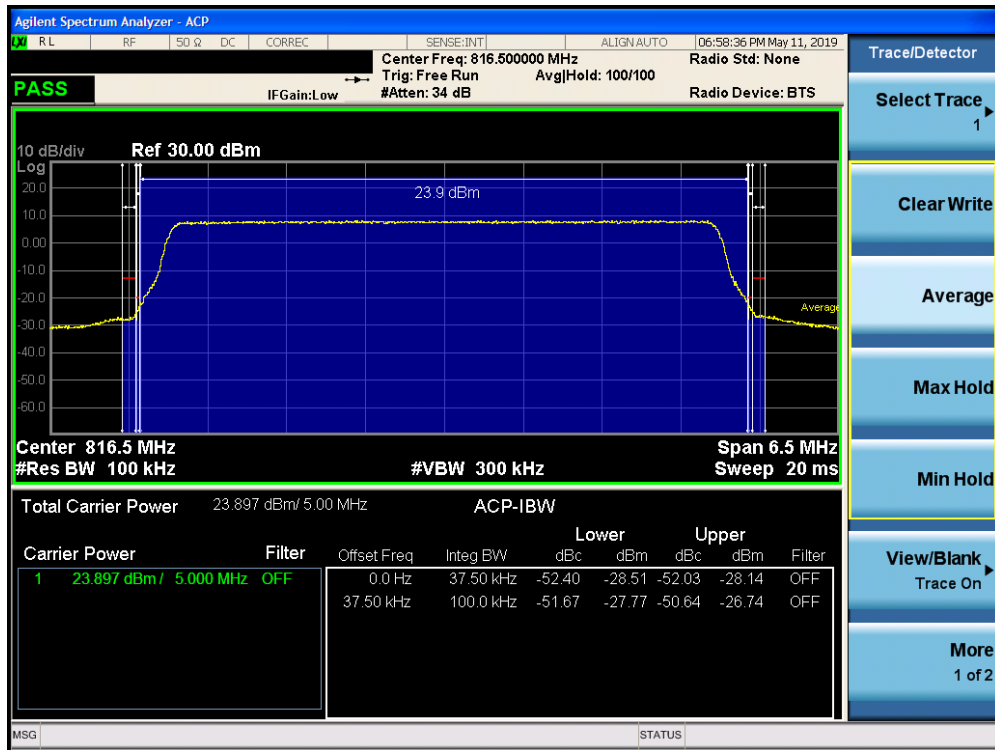 Agilent Spectrum Analyzer - ACP
LXI RL RF 50 Ω DC CORREC SENSE:INT ALIGN AUTO 06:58:36 PM May 11, 2019
Center Freq: 816.500000 MHz Radio Std: None
Trig: Free Run Avg|Hold: 100/100
PASS IFGain:Low #Atten: 34 dB Radio Device: BTS
10 dB/div Ref 30.00 dBm
Log
20.0
23.9 dBm
10.0
0.00
-10.0
-20.0
Average
-30.0
-40.0
-50.0
-60.0
Center 816.5 MHz Span 6.5 MHz
#Res BW 100 kHz #VBW 300 kHz Sweep 20 ms
Total Carrier Power 23.897 dBm/ 5.00 MHz ACP-IBW
Lower Upper
Carrier Power Filter Offset Freq Integ BW dBc dBm dBc dBm Filter
1 23.897 dBm / 5.000 MHz OFF 0.0 Hz 37.50 kHz -52.40 -28.51 -52.03 -28.14 OFF
37.50 kHz 100.0 kHz -51.67 -27.77 -50.64 -26.74 OFF
MSG STATUS
Trace/Detector
Select Trace
1
Clear Write
Average
Max Hold
Min Hold
View/Blank
Trace On
More
1 of 2